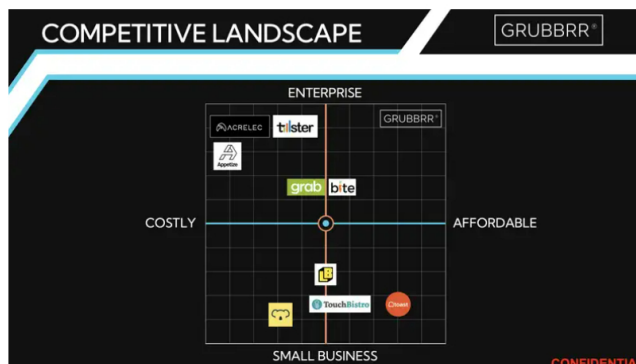 COMPETITIVE LANDSCAPE
GRUBBRR®
ENTERPRISE
ACRELEC
tillster
GRUBBRR®
Appetize
grab
bite
COSTLY
AFFORDABLE
TouchBistro
toast
SMALL BUSINESS
CONFIDENTIA